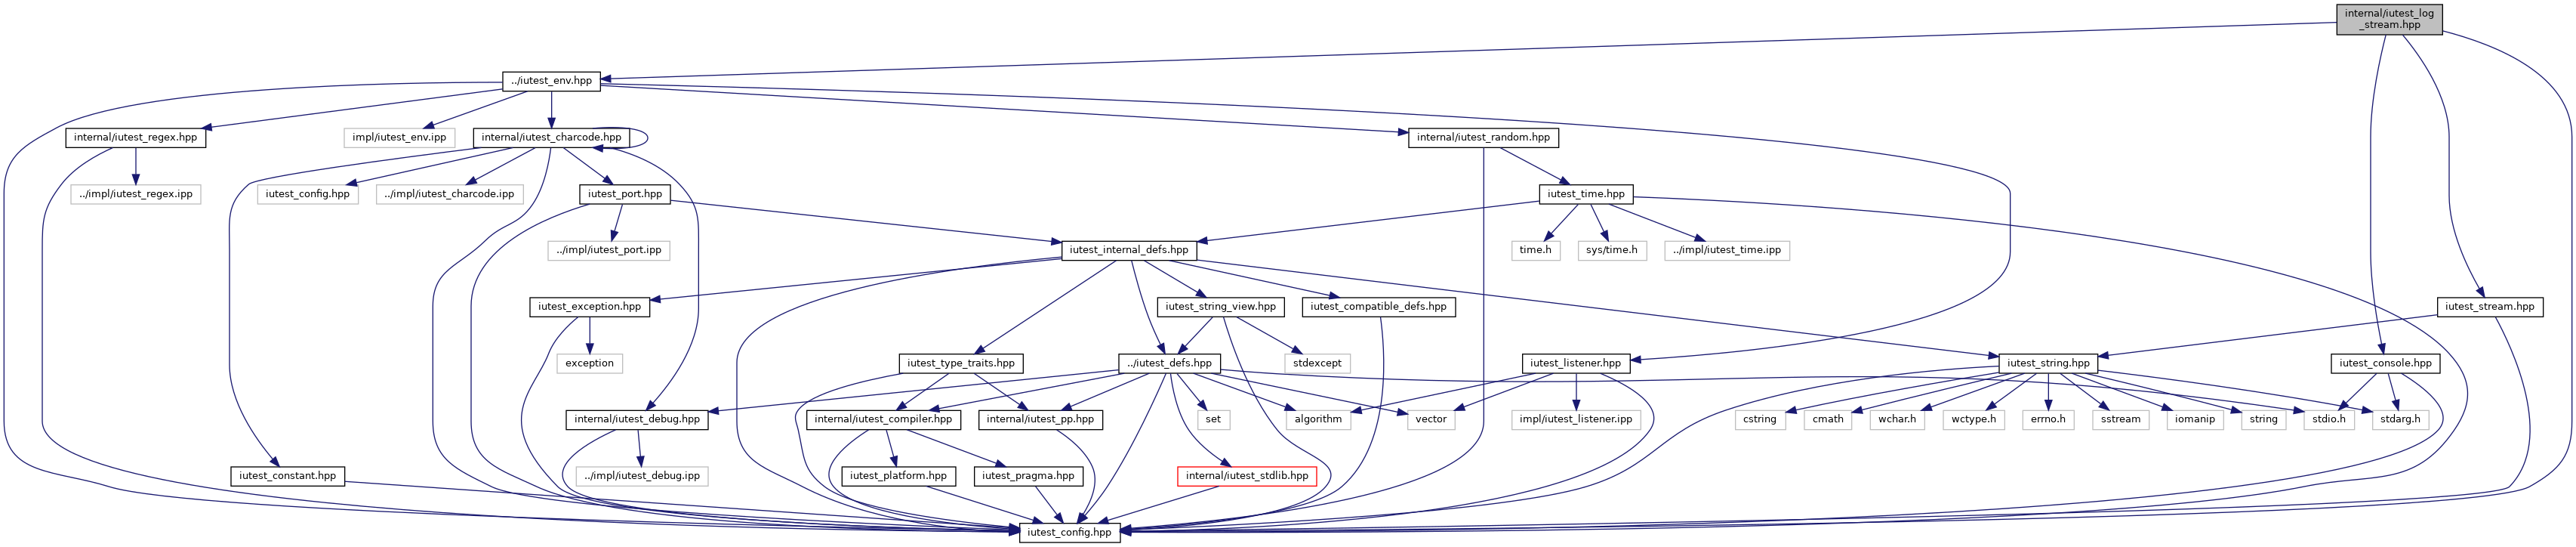 internal/iutest_log
_stream.hpp
../iutest_env.hpp
internal/iutest_regex.hpp
impl/iutest_env.ipp
internal/iutest_charcode.hpp
internal/iutest_random.hpp
../impl/iutest_regex.ipp
iutest_config.hpp
../impl/iutest_charcode.ipp
iutest_port.hpp
iutest_time.hpp
../impl/iutest_port.ipp
iutest_internal_defs.hpp
time.h
sys/time.h
../impl/iutest_time.ipp
iutest_exception.hpp
iutest_string_view.hpp
iutest_compatible_defs.hpp
iutest_stream.hpp
exception
iutest_type_traits.hpp
../iutest_defs.hpp
stdexcept
iutest_listener.hpp
iutest_string.hpp
iutest_console.hpp
internal/iutest_debug.hpp
internal/iutest_compiler.hpp
internal/iutest_pp.hpp
set
algorithm
vector
impl/iutest_listener.ipp
cstring
cmath
wchar.h
wctype.h
errno.h
sstream
iomanip
string
stdio.h
stdarg.h
iutest_constant.hpp
../impl/iutest_debug.ipp
iutest_platform.hpp
iutest_pragma.hpp
internal/iutest_stdlib.hpp
iutest_config.hpp